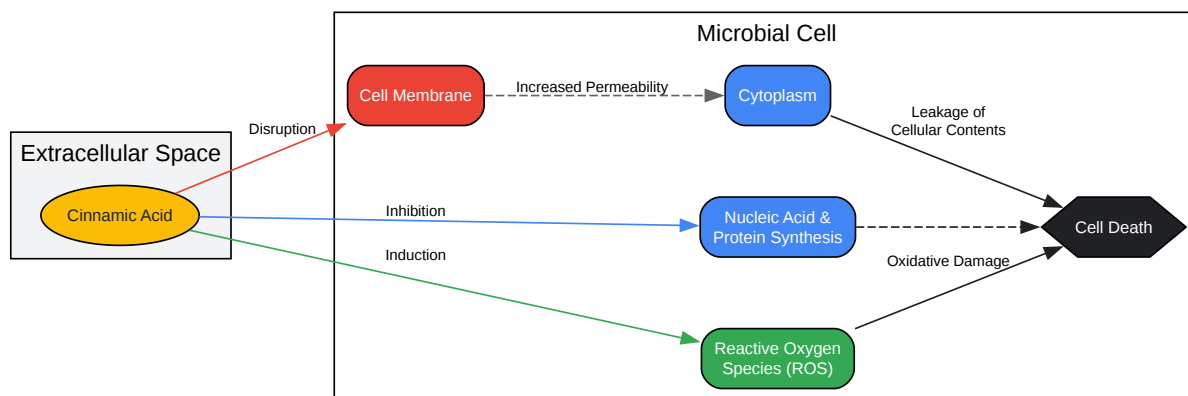 Microbial Cell
Cell Membrane
Increased Permeability
Cytoplasm
Leakage of
Cellular Contents
Disruption
Extracellular Space
Cinnamic Acid
Inhibition
Nucleic Acid &
Protein Synthesis
Cell Death
Induction
Oxidative Damage
Reactive Oxygen
Species (ROS)